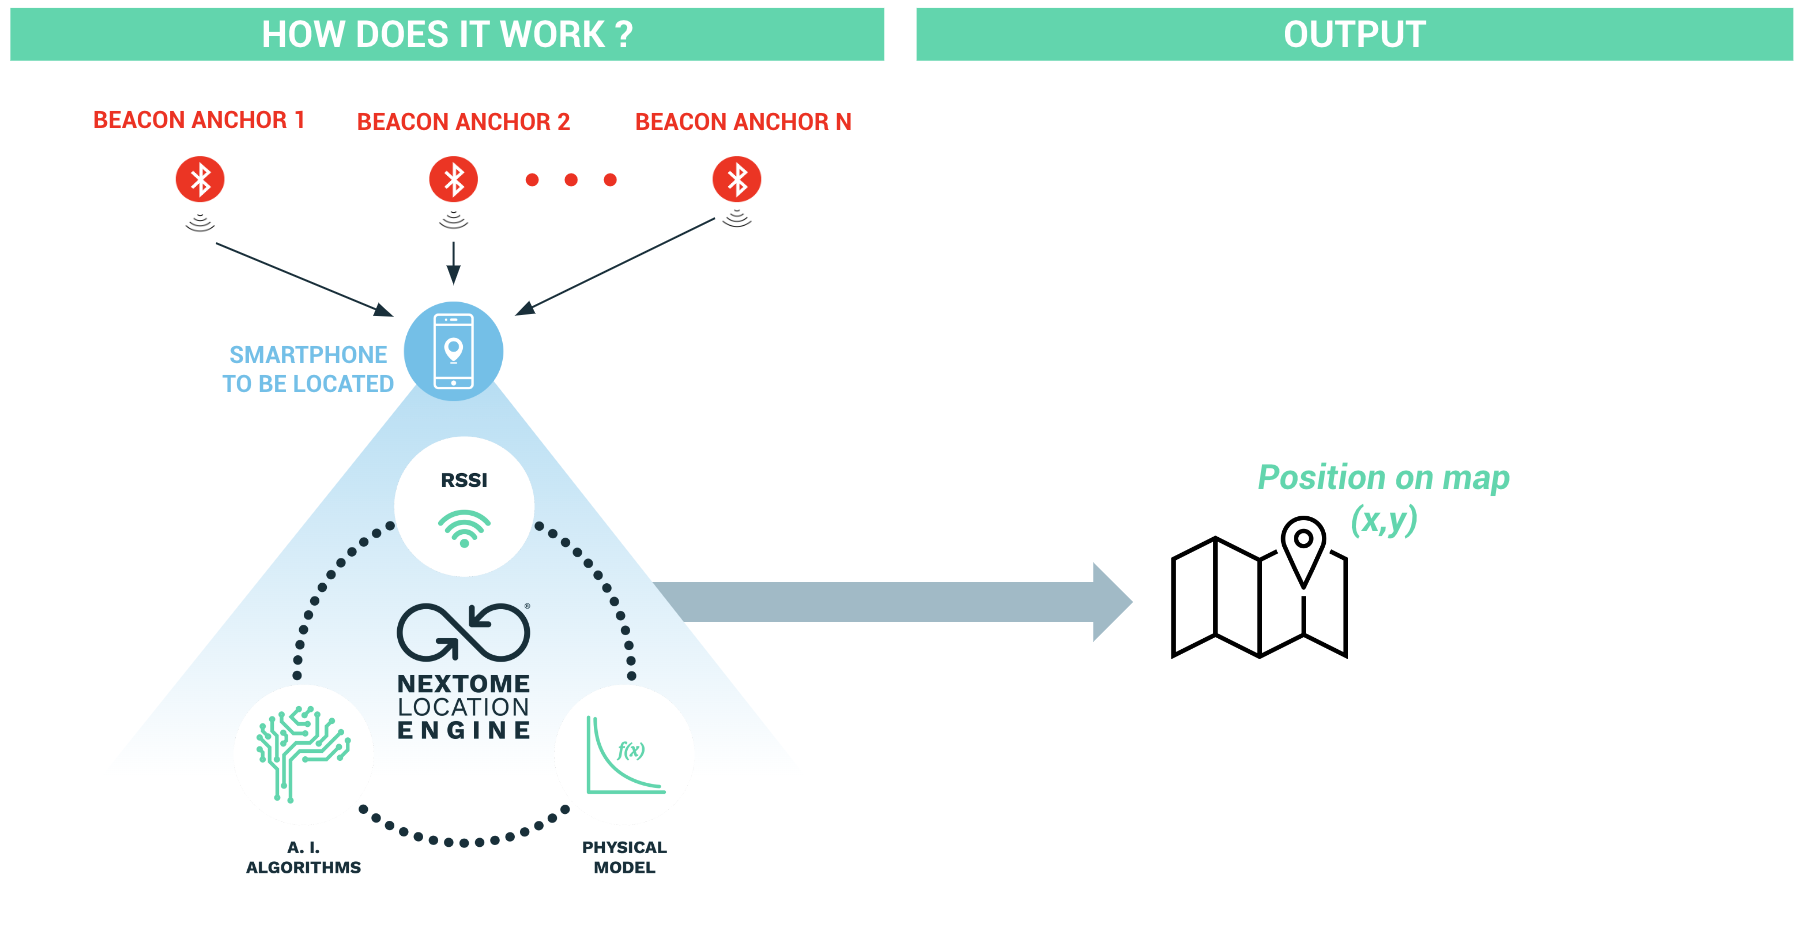 HOW DOES IT WORK ?
OUTPUT
BEACON ANCHOR 1
BEACON ANCHOR 2
BEACON ANCHOR N
SMARTPHONE
TO BE LOCATED
RSSI
Position on map
(x,y)
®
NEXTOME
LOCATION
ENGINE
f(x)
A. I.
ALGORITHMS
PHYSICAL
MODEL